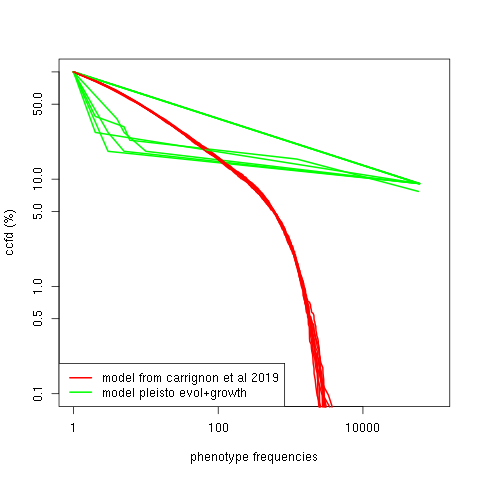 ccfd (%)
50.0
10.0
5.0
1.0
0.5
0.1
model from carrignon et al 2019
model pleisto evol+growth
1
100
10000
phenotype frequencies